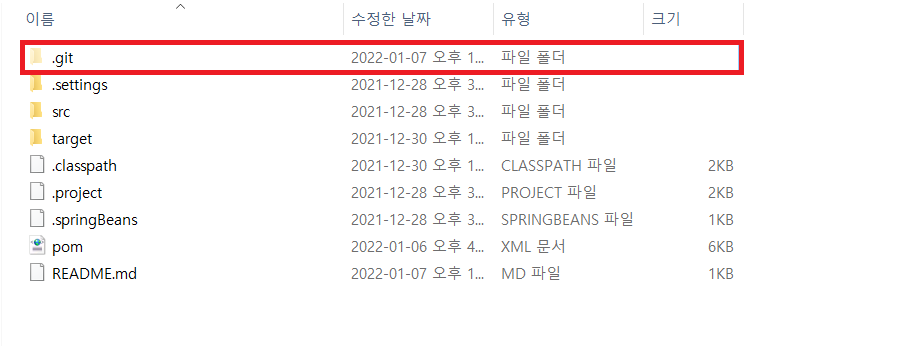 이름 수정한 날짜 유형 크기
.git 2022-01-07 오후 1... 파일 폴더
.settings 2021-12-28 오후 3... 파일 폴더
src 2021-12-28 오후 3... 파일 폴더
target 2021-12-30 오후 1... 파일 폴더
.classpath 2021-12-30 오후 1... CLASSPATH 파일 2KB
.project 2021-12-28 오후 3... PROJECT 파일 2KB
.springBeans 2021-12-28 오후 3... SPRINGBEANS 파일 1KB
pom 2022-01-06 오후 4... XML 문서 6KB
README.md 2022-01-07 오후 1... MD 파일 1KB